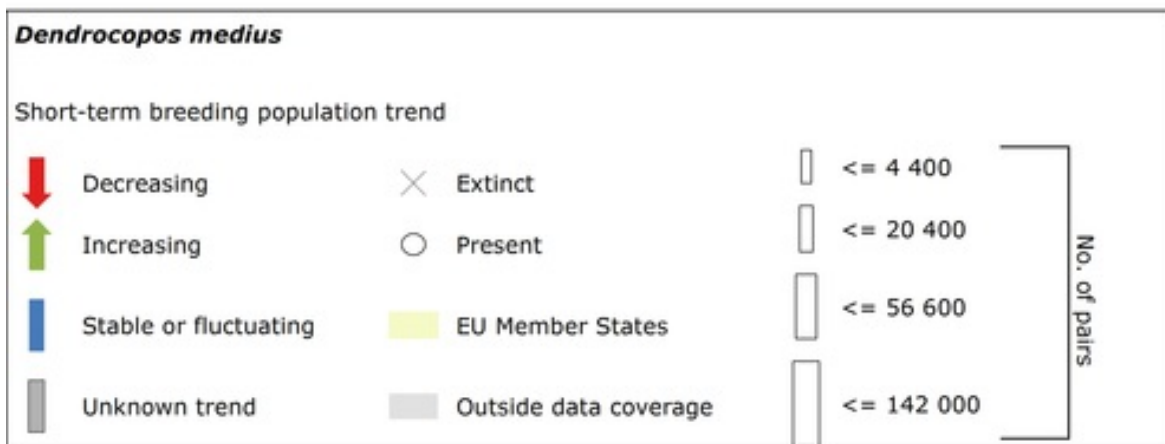 Dendrocopos medius
Short-term breeding population trend
Decreasing
Increasing
Stable or fluctuating
Unknown trend
Extinct
Present
EU Member States
Outside data coverage
<= 4 400
<= 20 400
<= 56 600
<= 142 000
No. of pairs